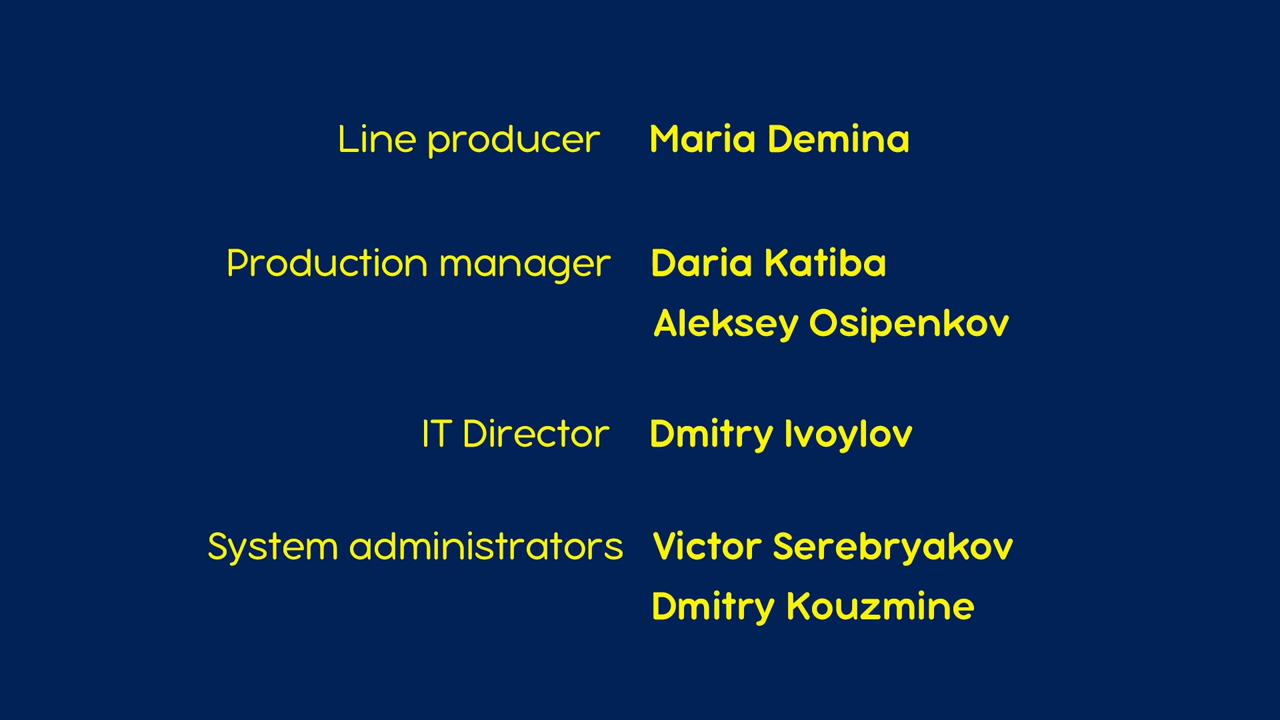 Line producer Maria Demina
Production manager Daria Katiba
Aleksey Osipenkov
IT Director Dmitry Ivoylov
System administrators Victor Serebryakov
Dmitry Kouzmine